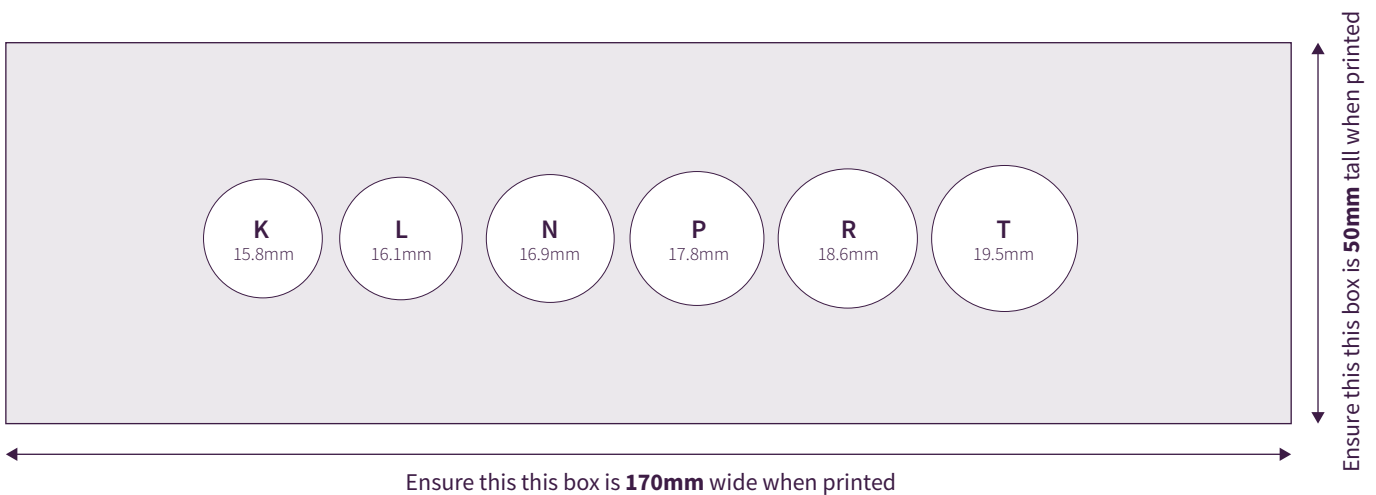 K
15.8mm
L
16.1mm
N
16.9mm
P
17.8mm
R
18.6mm
T
19.5mm
Ensure this this box is 170mm wide when printed
Ensure this this box is 50mm tall when printed